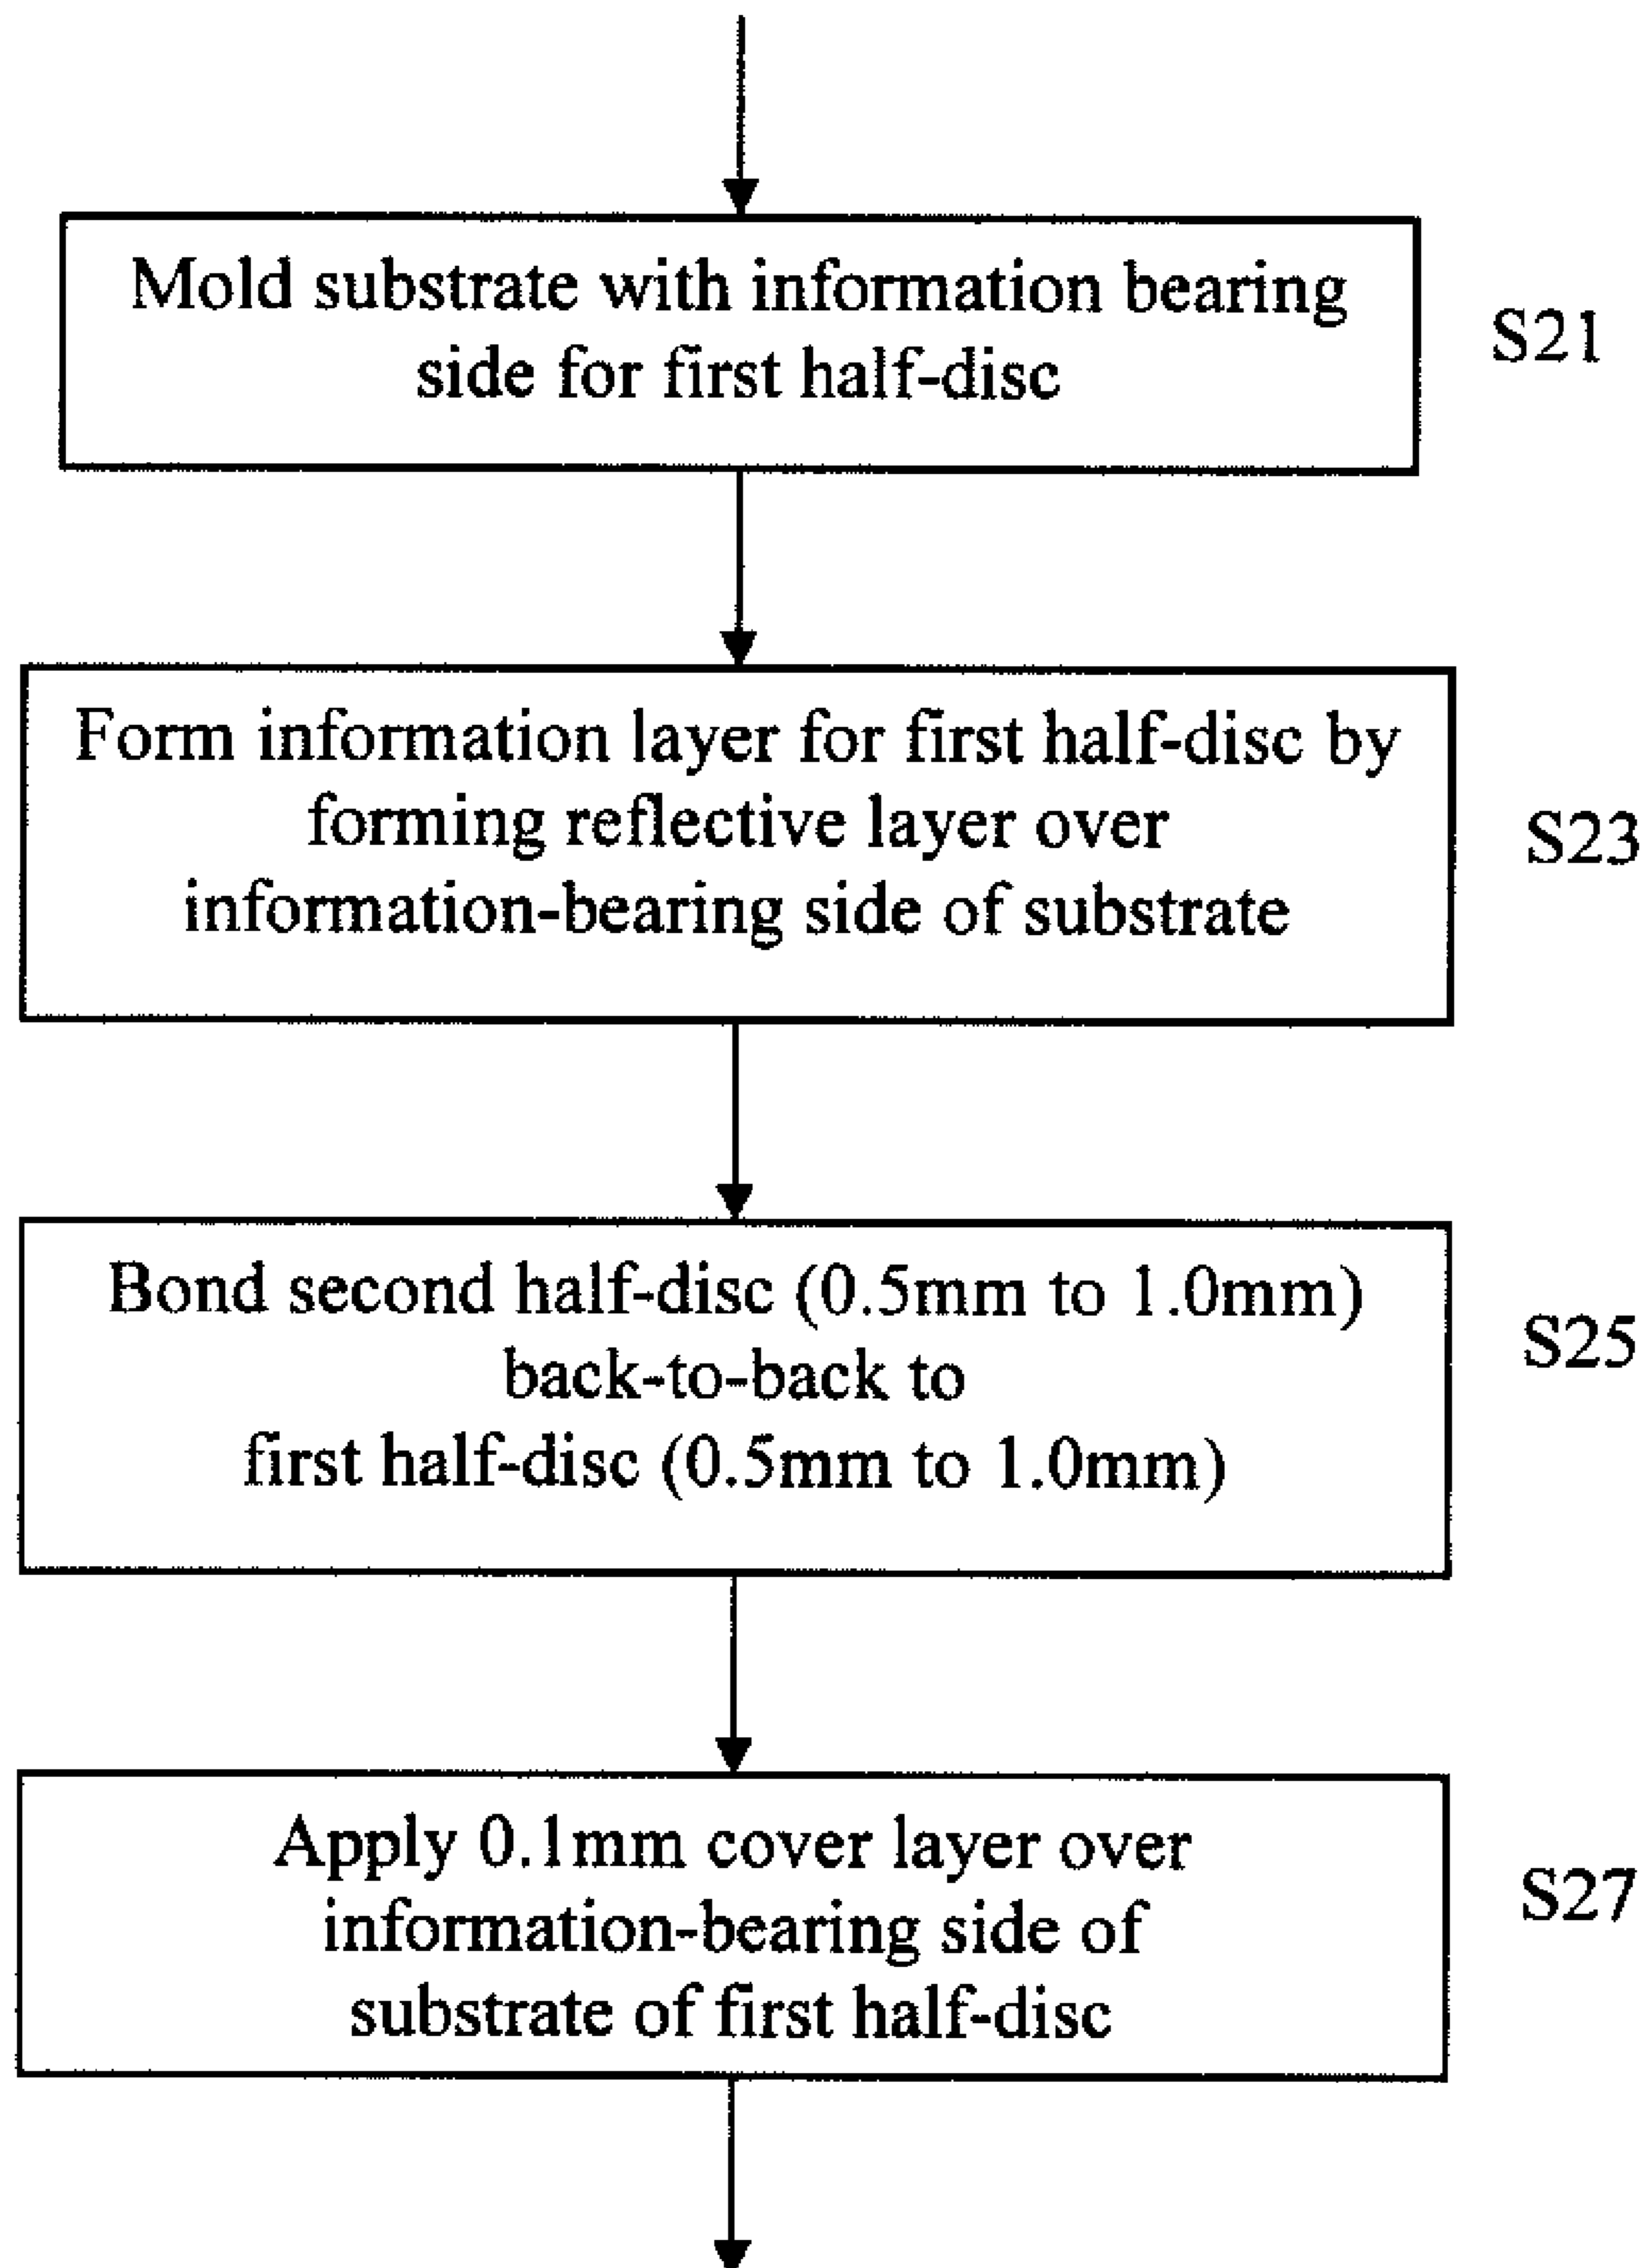 Mold substrate with information bearing
side for first half-disc
S21
Form information layer for first half-disc by
forming reflective layer over
information-bearing side of substrate
S23
Bond second half-disc (0.5mm to 1.0mm)
back-to-back to
first half-disc (0.5mm to 1.0mm)
S25
Apply 0.1mm cover layer over
information-bearing side of
substrate of first half-disc
S27